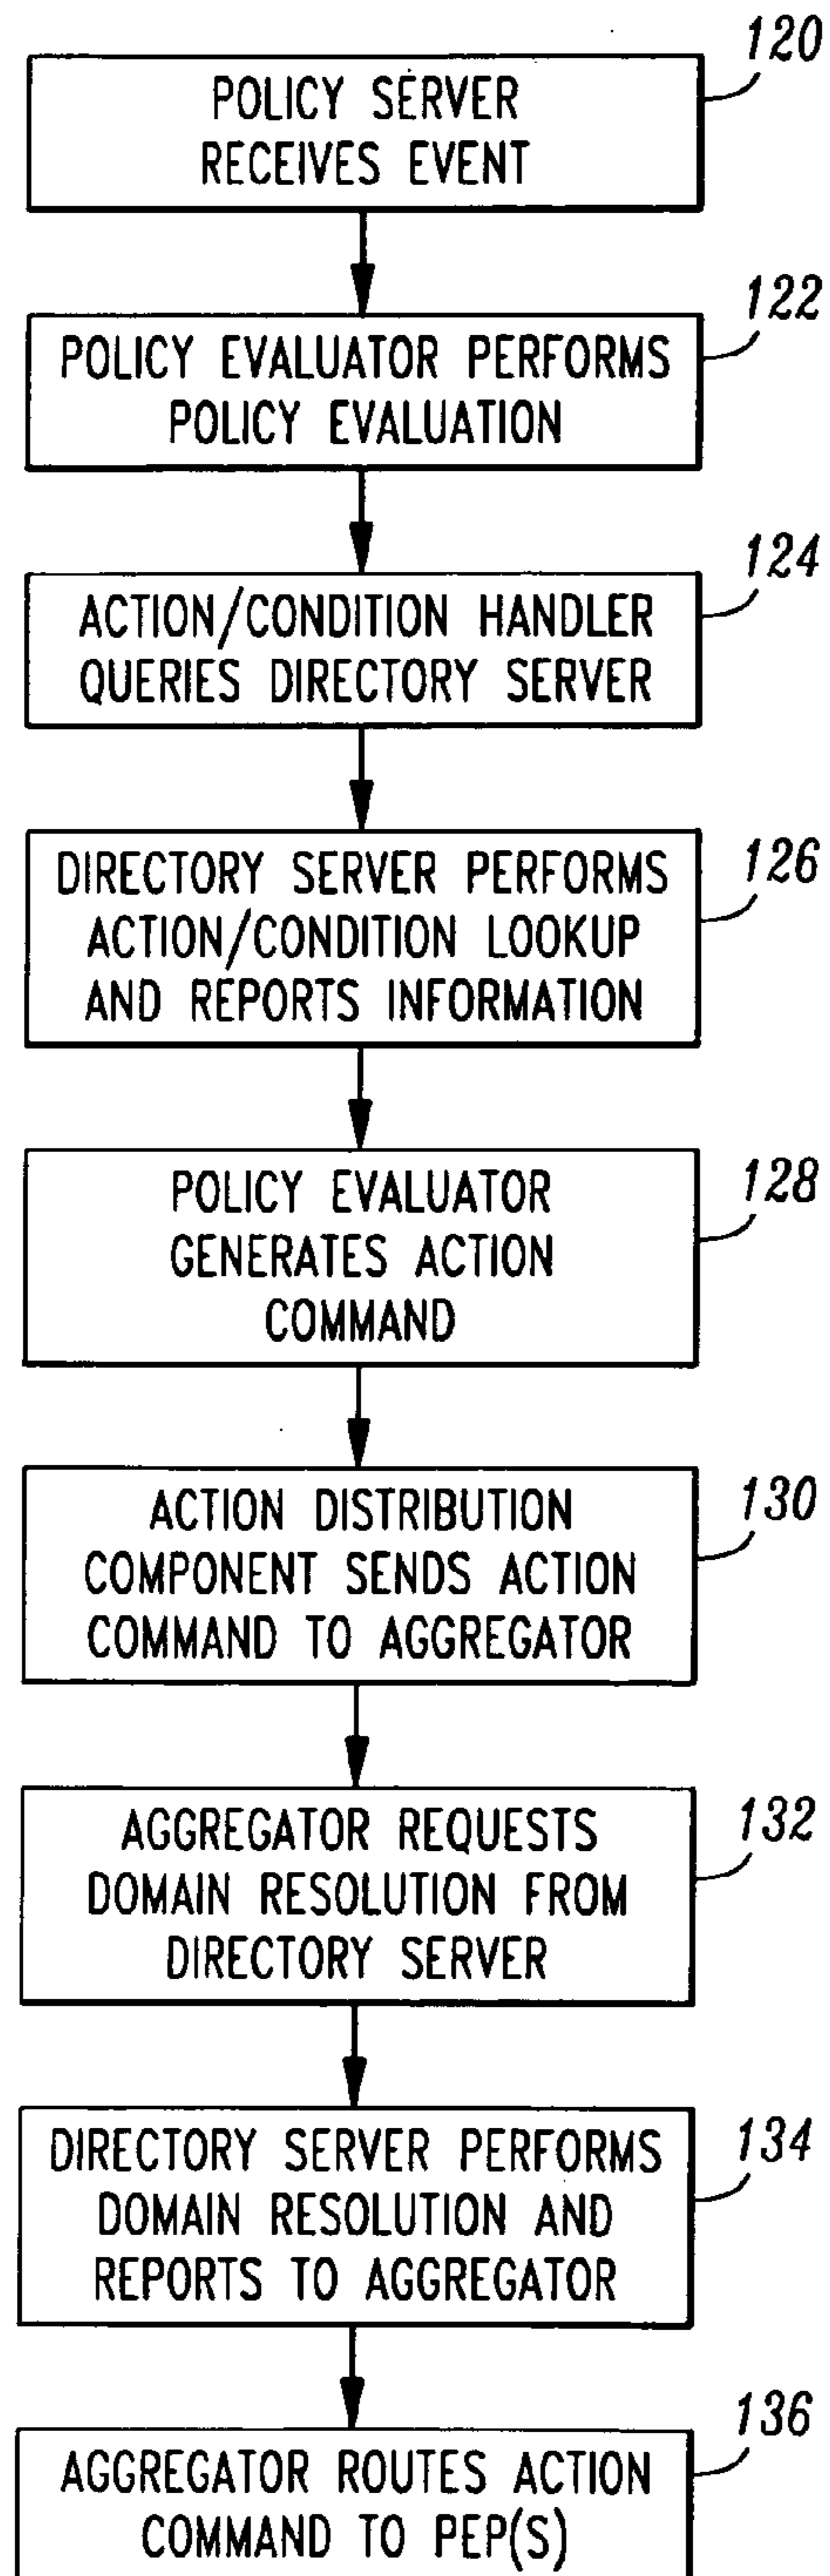 120
POLICY SERVER
RECEIVES EVENT
122
POLICY EVALUATOR PERFORMS
POLICY EVALUATION
124
ACTION/CONDITION HANDLER
QUERIES DIRECTORY SERVER
126
DIRECTORY SERVER PERFORMS
ACTION/CONDITION LOOKUP
AND REPORTS INFORMATION
128
POLICY EVALUATOR
GENERATES ACTION
COMMAND
130
ACTION DISTRIBUTION
COMPONENT SENDS ACTION
COMMAND TO AGGREGATOR
132
AGGREGATOR REQUESTS
DOMAIN RESOLUTION FROM
DIRECTORY SERVER
134
DIRECTORY SERVER PERFORMS
DOMAIN RESOLUTION AND
REPORTS TO AGGREGATOR
136
AGGREGATOR ROUTES ACTION
COMMAND TO PEP(S)